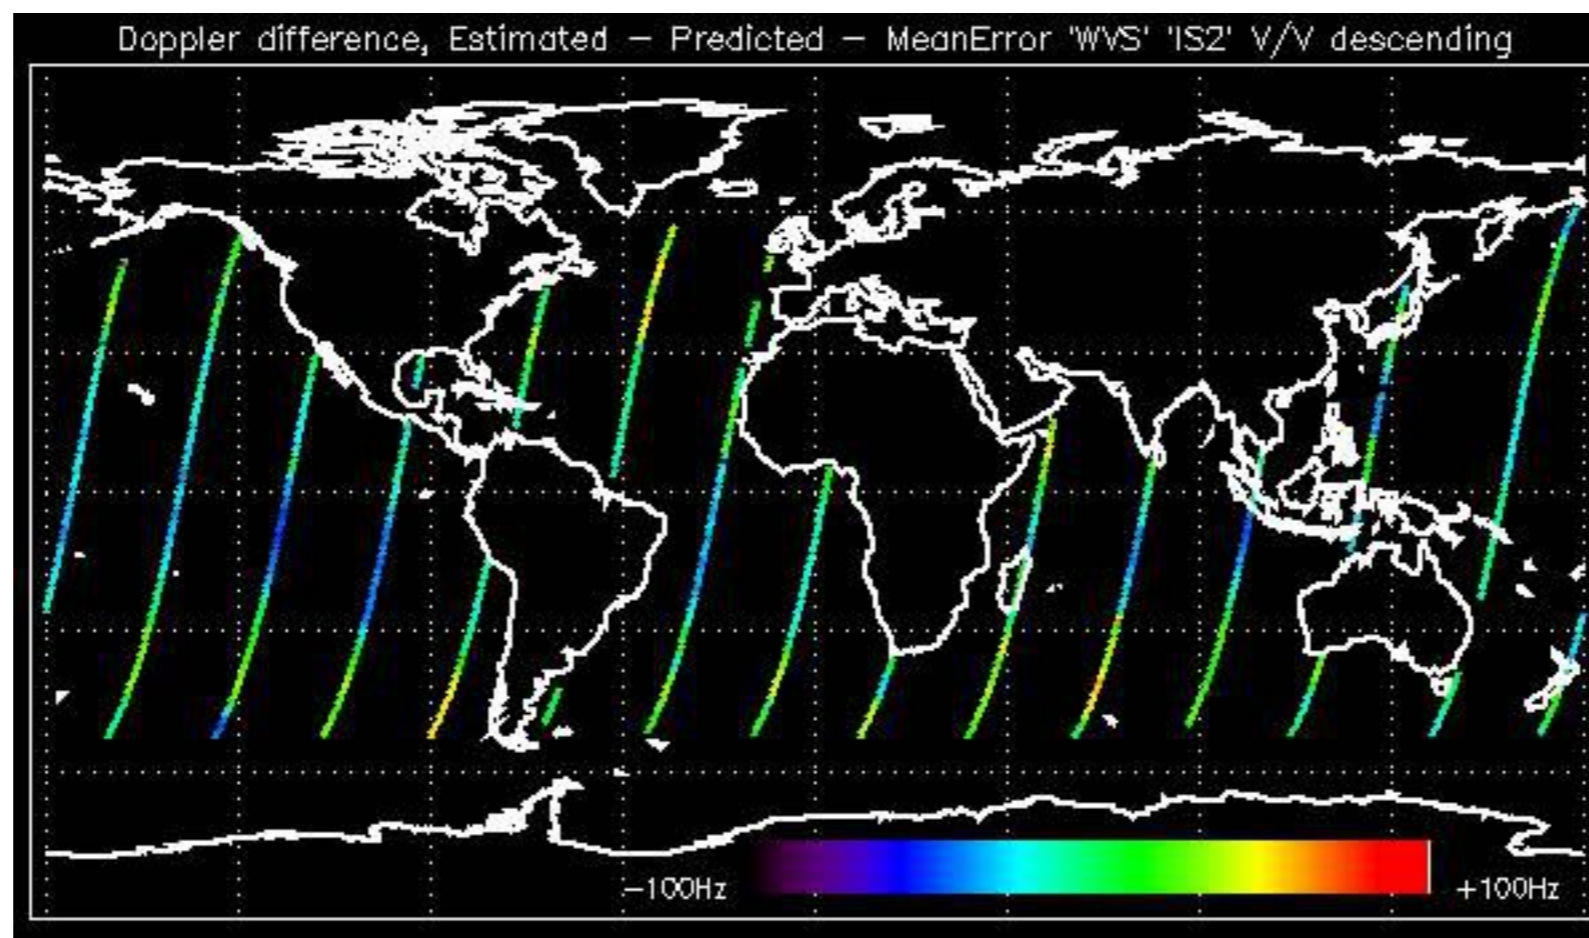 Doppler difference, Estimated – Predicted – MeanError 'WVS' 'IS2' V/V descending
-100Hz
+100Hz